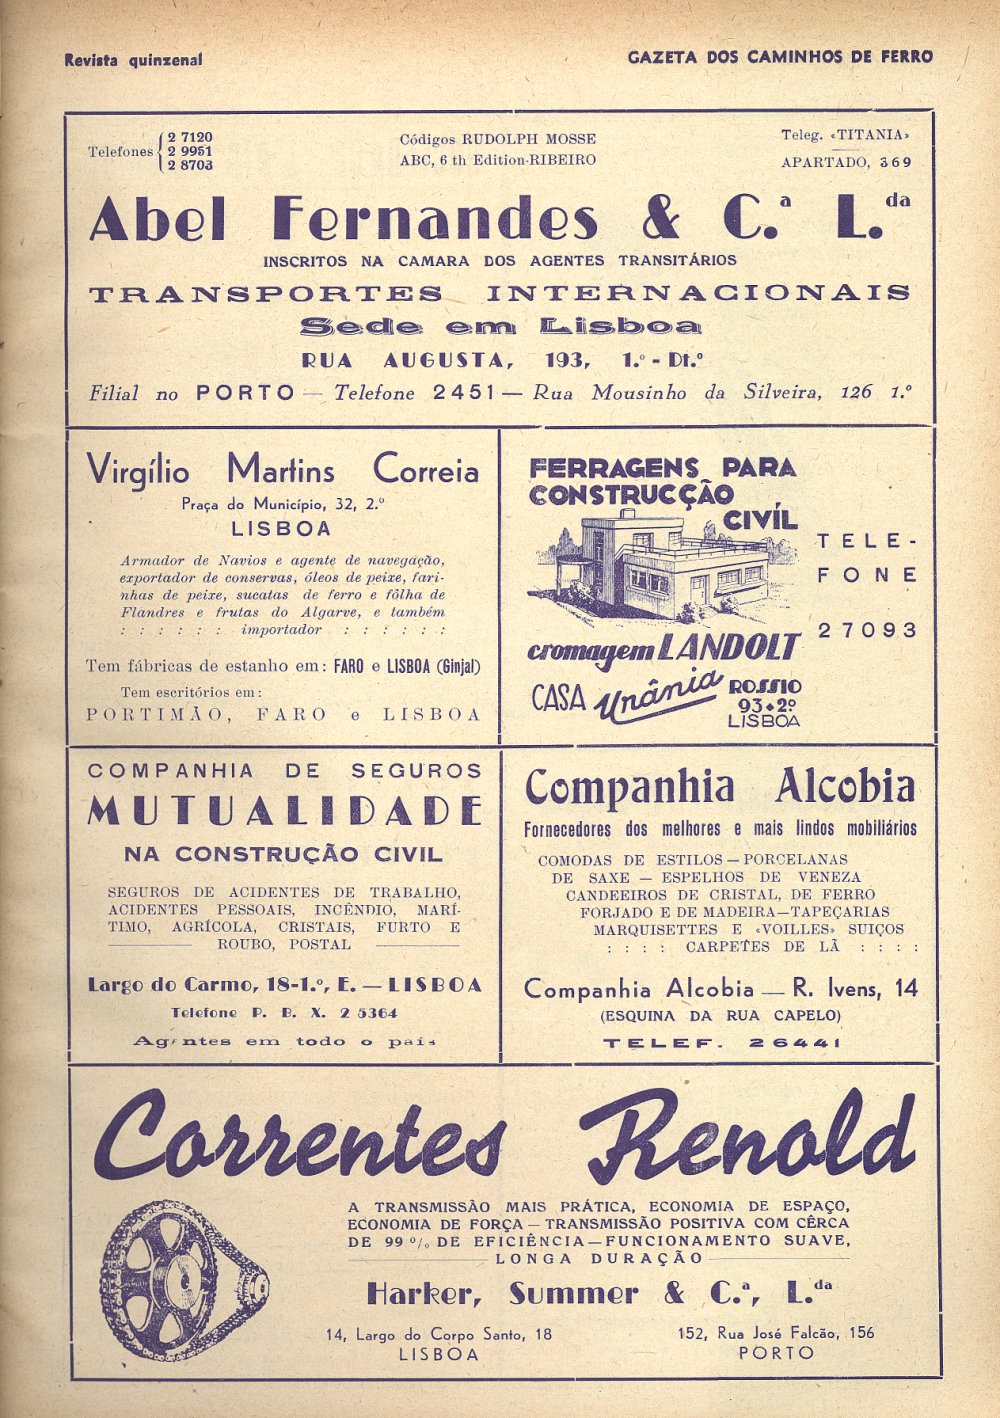 Revista quinzenal
GAZETA DOS CAMINHOS DE FERRO
Telefones { 2 7120
2 9951
2 8703
Códigos RUDOLPH MOSSE
ABC, 6 th Edition-RIBEIRO
Teleg. «TITANIA»
APARTADO, 369
Abel Fernandes & C.ª L.da
INSCRITOS NA CAMARA DOS AGENTES TRANSITÁRIOS
TRANSPORTES INTERNACIONAIS
Sede em Lisboa
RUA AUGUSTA, 193, 1.º - Dt.º
Filial no PORTO — Telefone 2451 — Rua Mousinho da Silveira, 126 1.º
Virgílio Martins Correia
Praça do Município, 32, 2.º
LISBOA
Armador de Navios e agente de navegação,
exportador de conservas, óleos de peixe, fari-
nhas de peixe, sucatas de ferro e fôlha de
Flandres e frutas do Algarve, e também
: : : : : : importador : : : : : :
Tem fábricas de estanho em: FARO e LISBOA (Ginjal)
Tem escritórios em:
PORTIMÃO, FARO e LISBOA
FERRAGENS PARA
CONSTRUCÇÃO
CIVÍL
TELE-
FONE
27093
cromagem LANDOLT
CASA Unânia ROSSIO
93 • 2º
LISBOA
COMPANHIA DE SEGUROS
MUTUALIDADE
NA CONSTRUÇÃO CIVIL
SEGUROS DE ACIDENTES DE TRABALHO,
ACIDENTES PESSOAIS, INCÊNDIO, MARÍ-
TIMO, AGRÍCOLA, CRISTAIS, FURTO E
ROUBO, POSTAL
Largo do Carmo, 18-1.º, E. — LISBOA
Telefone P. B. X. 2 5364
Agentes em todo o país
Companhia Alcobia
Fornecedores dos melhores e mais lindos mobiliários
COMODAS DE ESTILOS — PORCELANAS
DE SAXE — ESPELHOS DE VENEZA
CANDEEIROS DE CRISTAL, DE FERRO
FORJADO E DE MADEIRA—TAPEÇARIAS
MARQUISETTES E «VOILLES» SUIÇOS
: : : : CARPETES DE LÃ : : : :
Companhia Alcobia — R. Ivens, 14
(ESQUINA DA RUA CAPELO)
TELEF. 26441
Correntes Renold
A TRANSMISSÃO MAIS PRÁTICA, ECONOMIA DE ESPAÇO,
ECONOMIA DE FORÇA — TRANSMISSÃO POSITIVA COM CÊRCA
DE 99 % DE EFICIÊNCIA—FUNCIONAMENTO SUAVE,
LONGA DURAÇÃO
Harker, Summer & C.ª, L.da
14, Largo do Corpo Santo, 18
LISBOA
152, Rua José Falcão, 156
PORTO